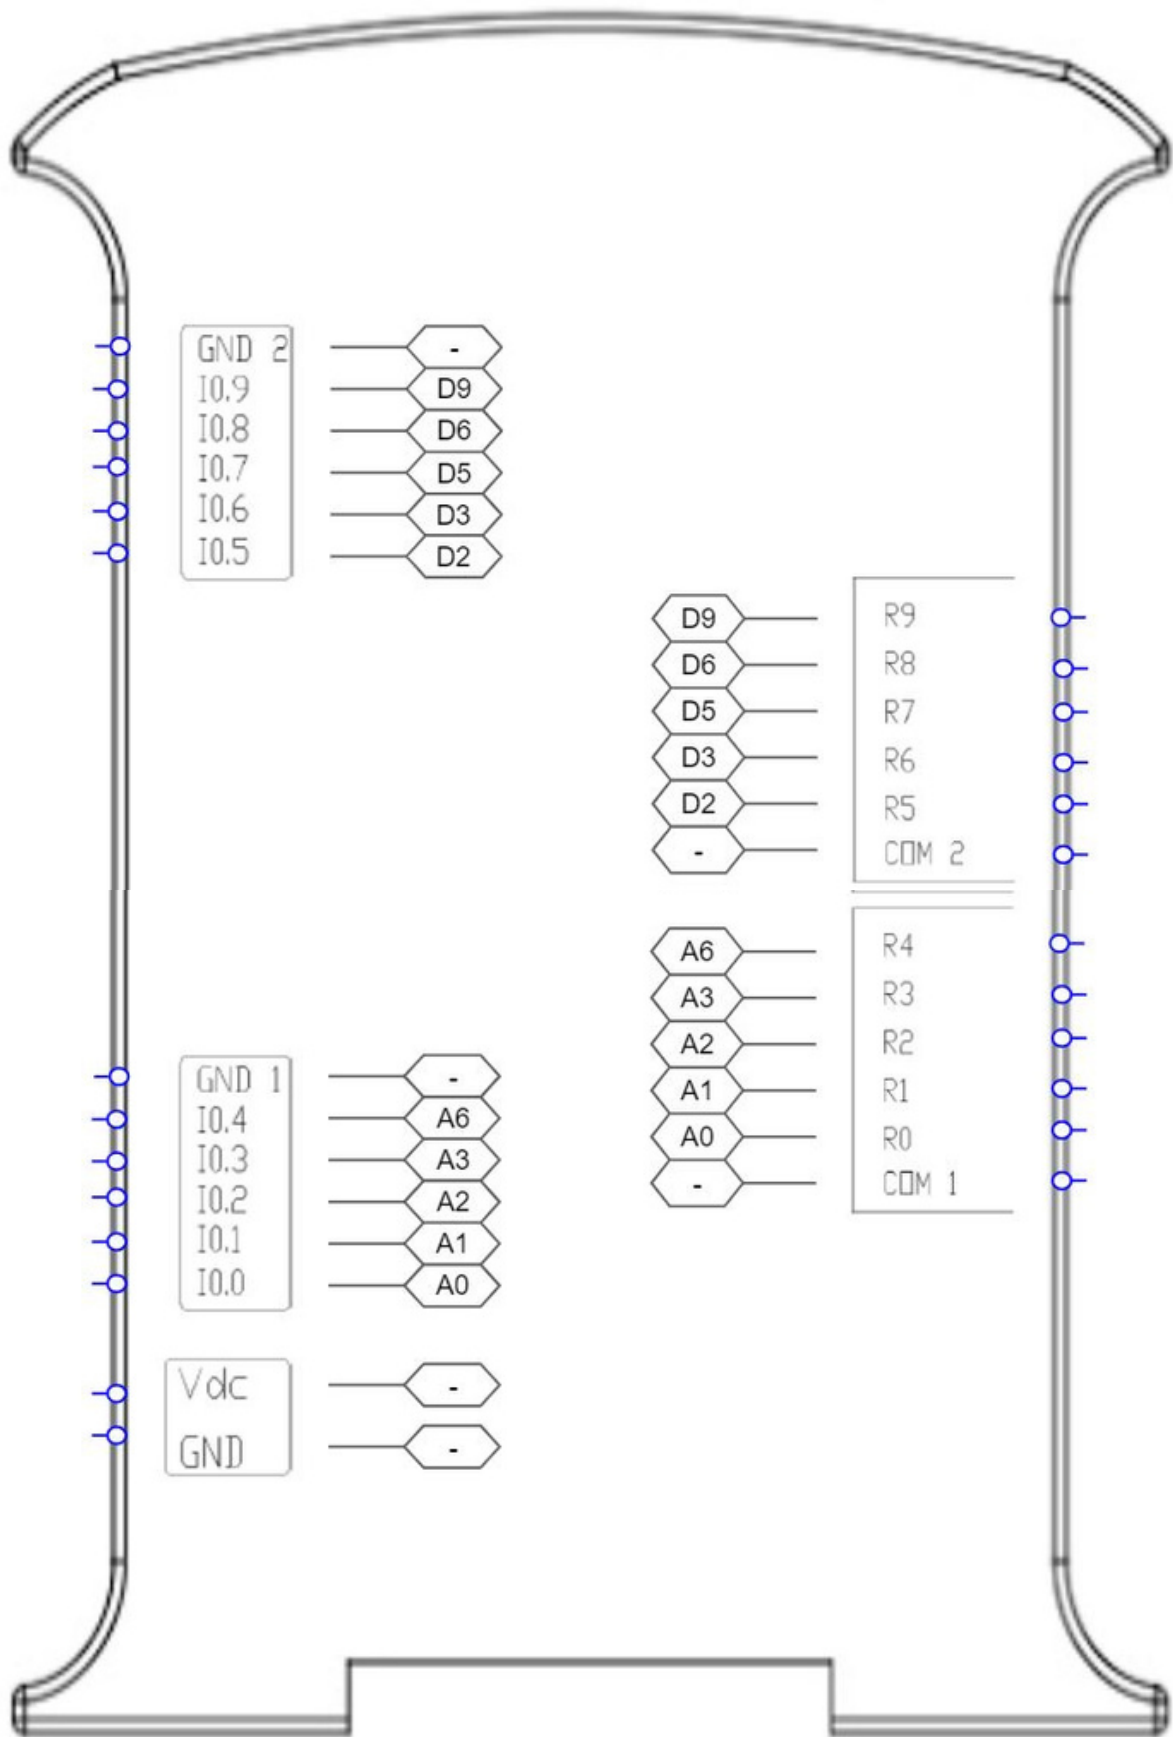 GND 2 -
I0.9 D9
I0.8 D6
I0.7 D5
I0.6 D3
I0.5 D2
D9 R9
D6 R8
D5 R7
D3 R6
D2 R5
- COM 2
A6 R4
A3 R3
A2 R2
A1 R1
A0 R0
- COM 1
GND 1 -
I0.4 A6
I0.3 A3
I0.2 A2
I0.1 A1
I0.0 A0
Vdc -
GND -